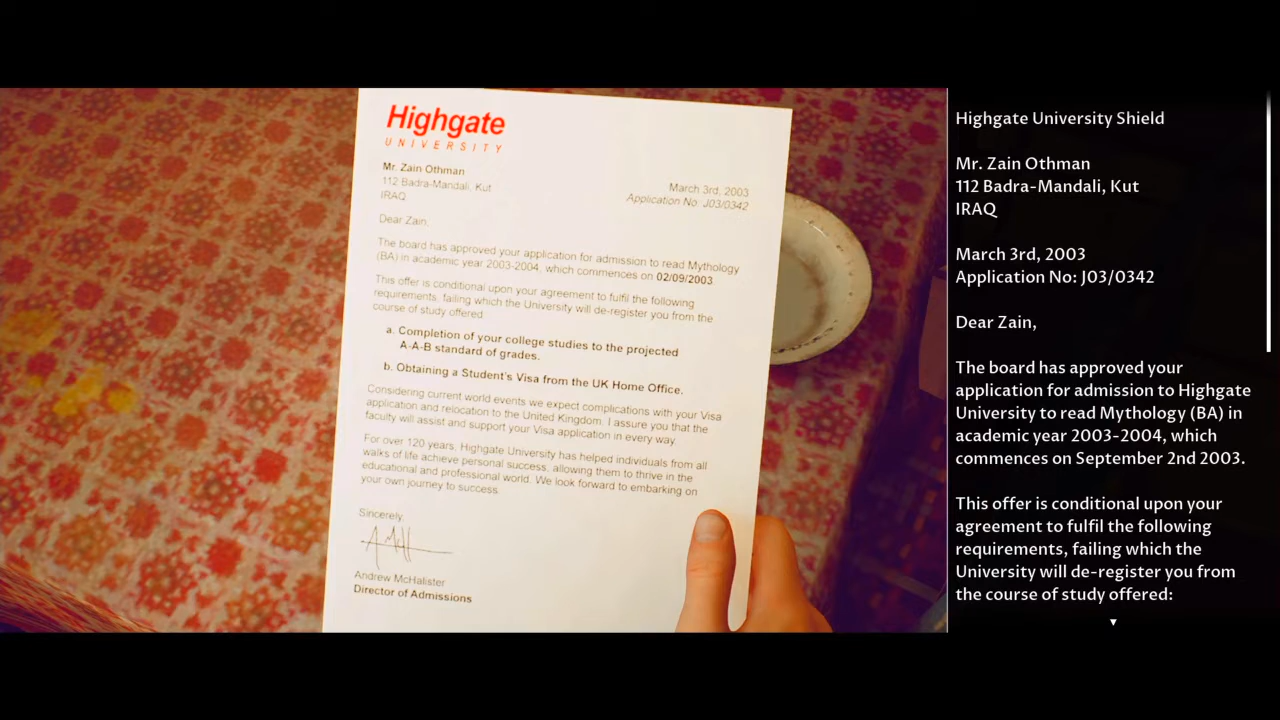 Highgate
UNIVERSITY
Mr. Zain Othman
112 Badra-Mandali, Kut
IRAQ
March 3rd, 2003
Application No: J03/0342
Dear Zain,
The board has approved your application for admission to read Mythology
(BA) in academic year 2003-2004, which commences on 02/09/2003
This offer is conditional upon your agreement to fulfil the following
requirements, failing which the University will de-register you from the
course of study offered:
a. Completion of your college studies to the projected
A-A-B standard of grades.
b. Obtaining a Student's Visa from the UK Home Office.
Considering current world events we expect complications with your Visa
application and relocation to the United Kingdom. I assure you that the
faculty will assist and support your Visa application in every way.
For over 120 years, Highgate University has helped individuals from all
walks of life achieve personal success, allowing them to thrive in the
educational and professional world. We look forward to embarking on
your own journey to success.
Sincerely,
Andrew McHalister
Director of Admissions
Highgate University Shield
Mr. Zain Othman
112 Badra-Mandali, Kut
IRAQ
March 3rd, 2003
Application No: J03/0342
Dear Zain,
The board has approved your
application for admission to Highgate
University to read Mythology (BA) in
academic year 2003-2004, which
commences on September 2nd 2003.
This offer is conditional upon your
agreement to fulfil the following
requirements, failing which the
University will de-register you from
the course of study offered: